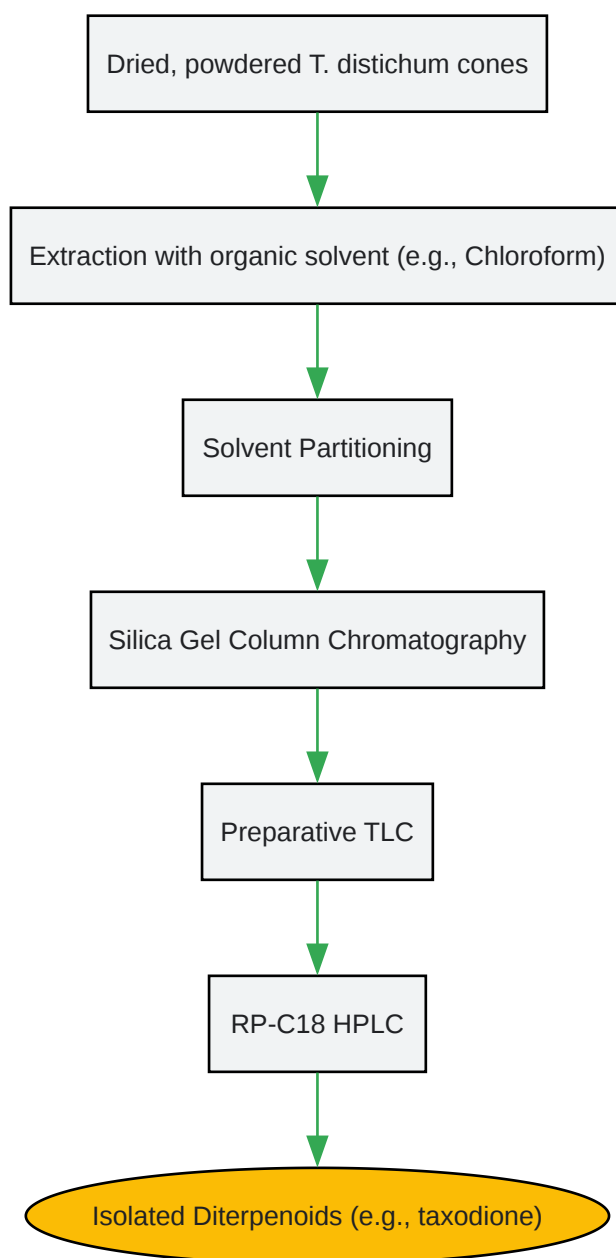 Dried, powdered T. distichum cones
Extraction with organic solvent (e.g., Chloroform)
Solvent Partitioning
Silica Gel Column Chromatography
Preparative TLC
RP-C18 HPLC
Isolated Diterpenoids (e.g., taxodione)